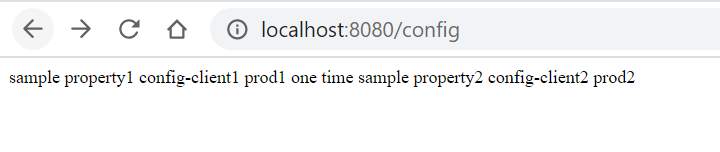 localhost:8080/config
sample property1 config-client1 prod1 one time sample property2 config-client2 prod2